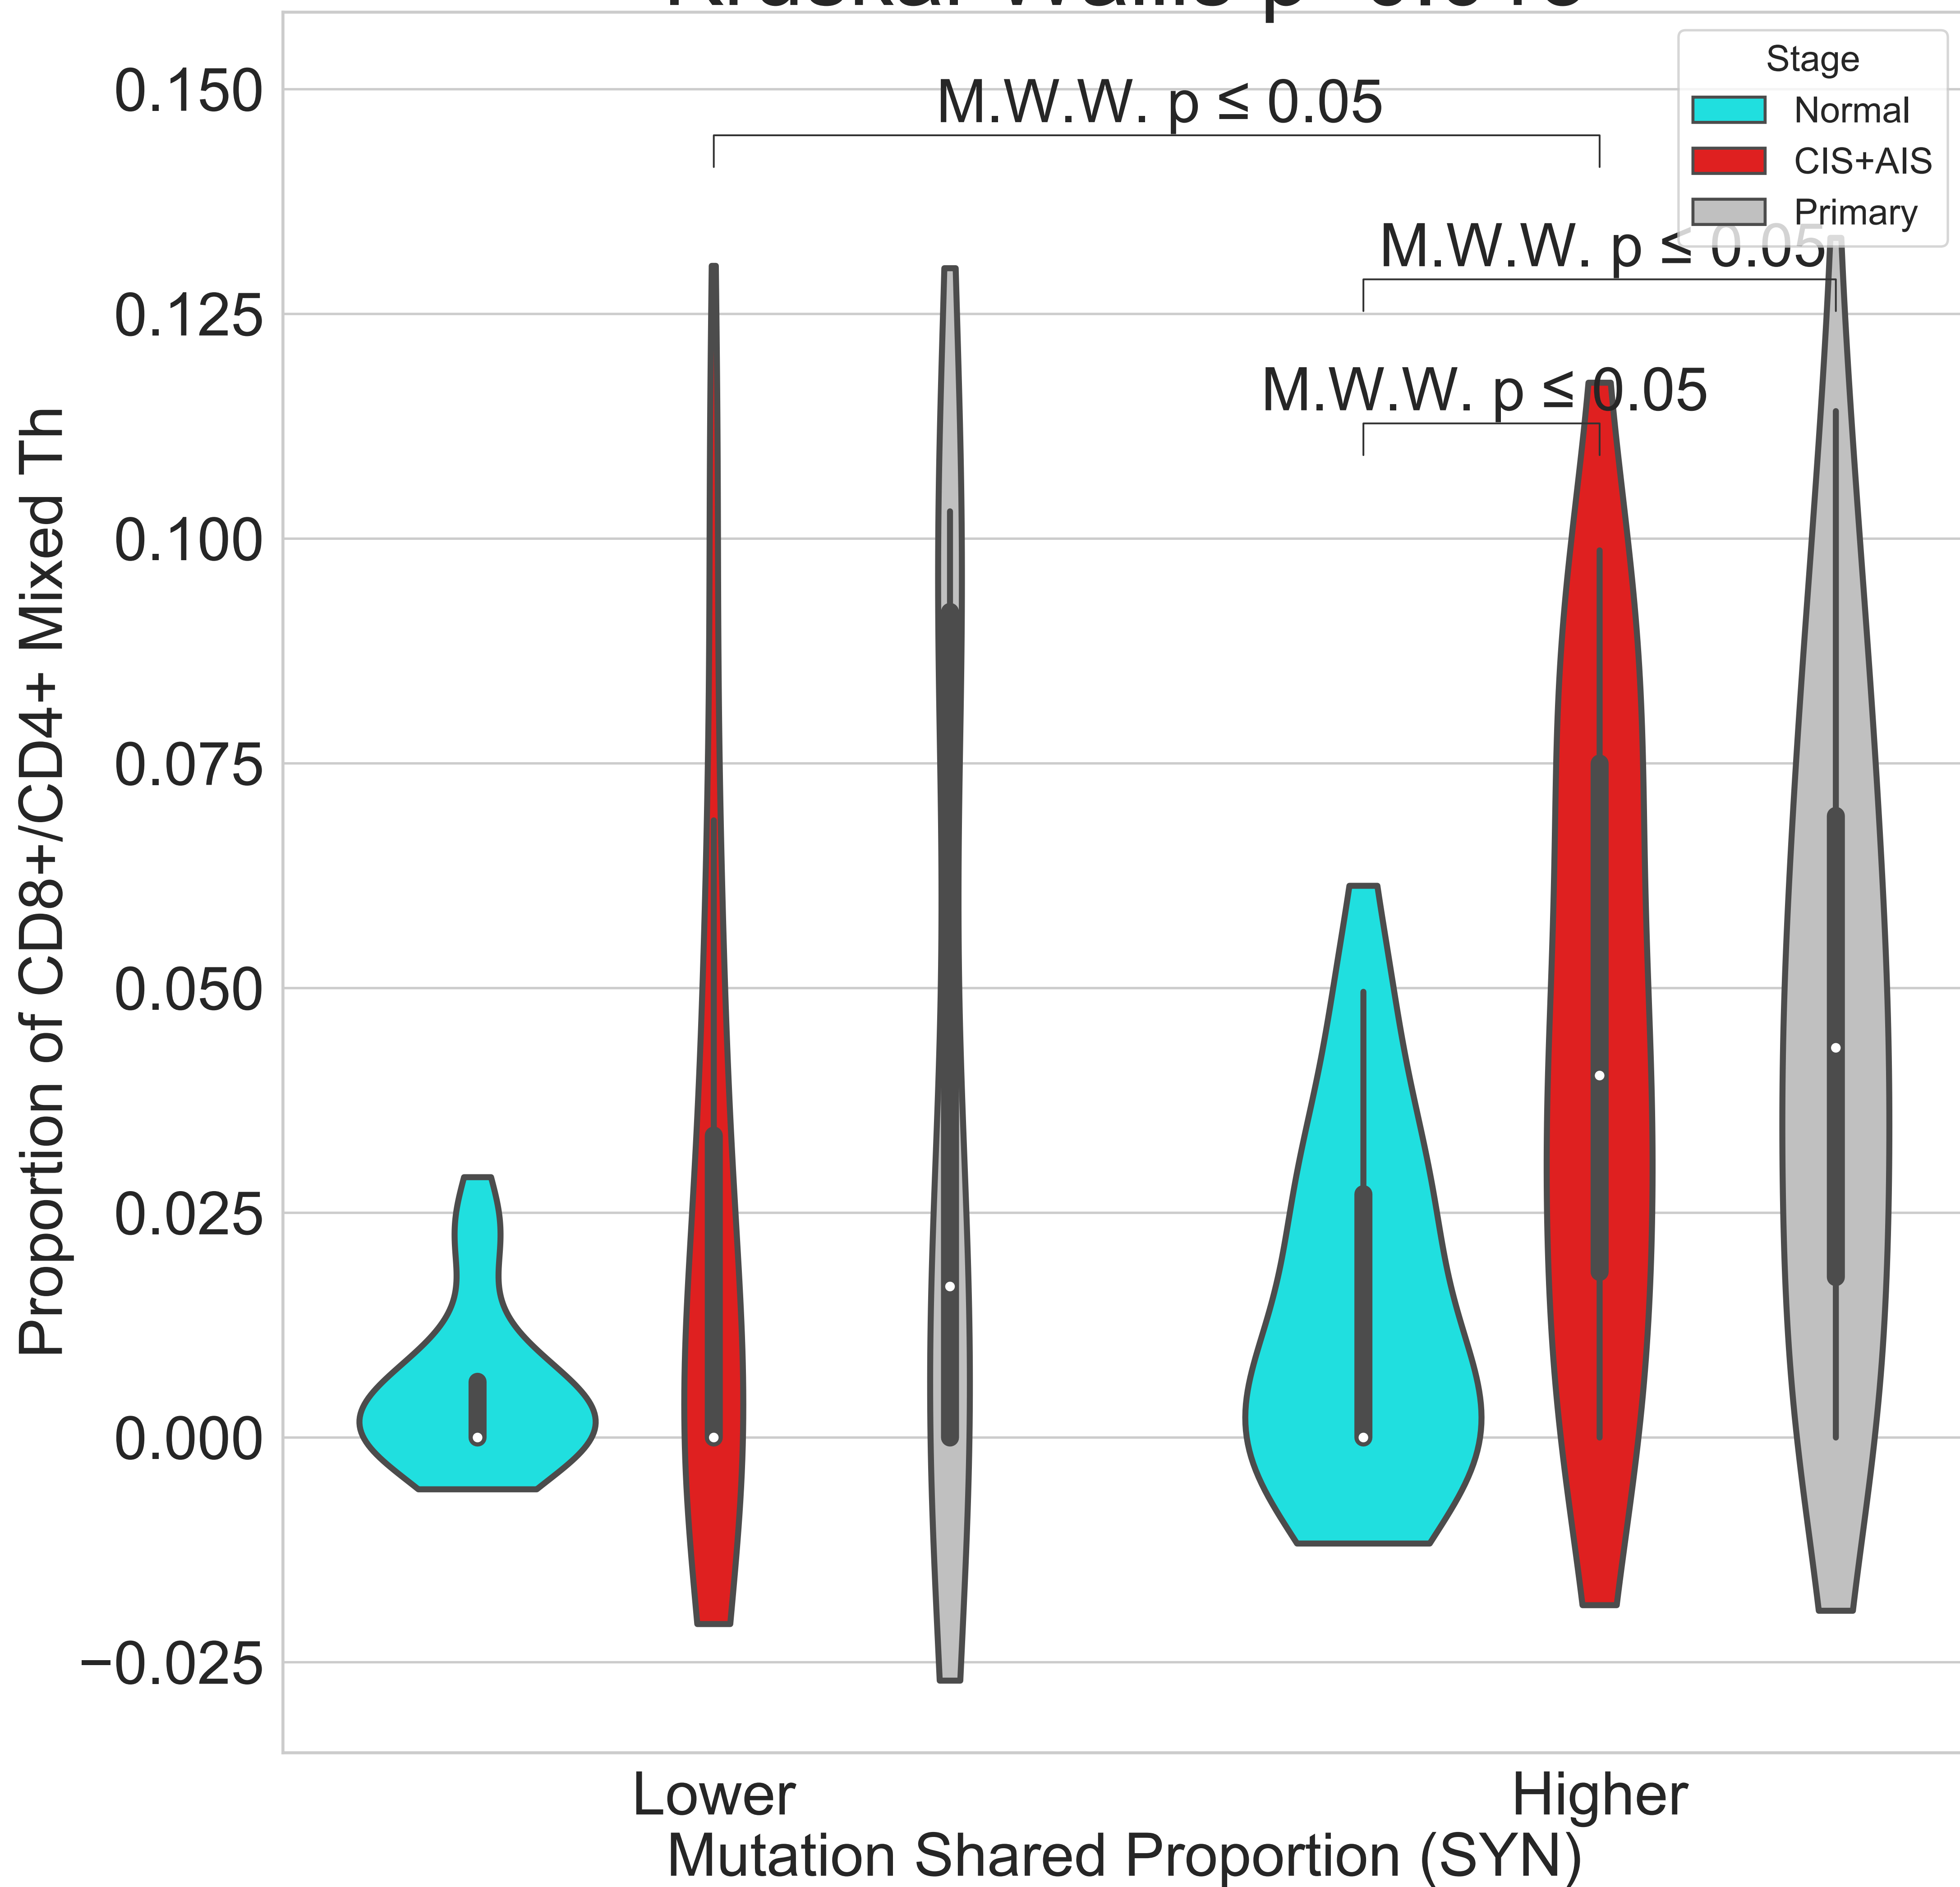 0.150
0.125
0.100
0.075
0.050
0.025
0.000
−0.025
Proportion of CD8+/CD4+ Mixed Th
M.W.W. p ≤ 0.05
M.W.W. p ≤ 0.05
M.W.W. p ≤ 0.05
Stage
Normal
CIS+AIS
Primary
Lower
Higher
Mutation Shared Proportion (SYN)